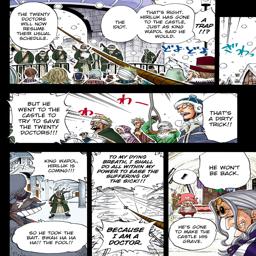 A
TRAP
!!?
THAT'S RIGHT.
HIRILUK HAS GONE
TO THE CASTLE,
JUST AS KING
WAPOL SAID HE
WOULD.
THE
IDIOT.
THE TWENTY
DOCTORS
WILL NOW
RESUME
THEIR USUAL
SCHEDULE.
THAT'S A
DIRTY
TRICK!!
BUT HE
WENT TO THE
CASTLE TO
TRY TO SAVE
THE TWENTY
DOCTORS!!!
HE WON'T
BE BACK.
HE'S GONE
TO MAKE THE
CASTLE HIS
GRAVE.
TO MY DYING
BREATH, I SHALL
DO ALL WITHIN
MY POWER TO EASE THE
SUFFERING OF
THE SICK!!
BECAUSE
I AM A
DOCTOR.
KING WAPOL,
HIRILUK IS
COMING!!!
SO HE TOOK THE
BAIT. BWAH HA HA
HA!! THE FOOL!!